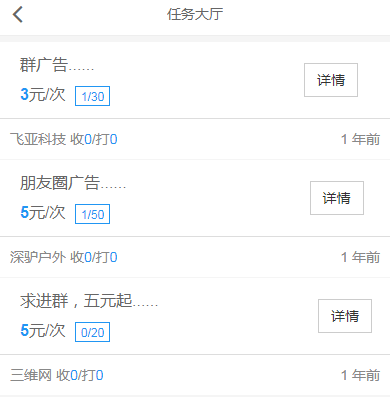 任务大厅
群广告......
详情
3元/次 1/30
飞亚科技 收0/打0 1 年前
朋友圈广告......
详情
5元/次 1/50
深驴户外 收0/打0 1 年前
求进群，五元起......
详情
5元/次 0/20
三维网 收0/打0 1 年前